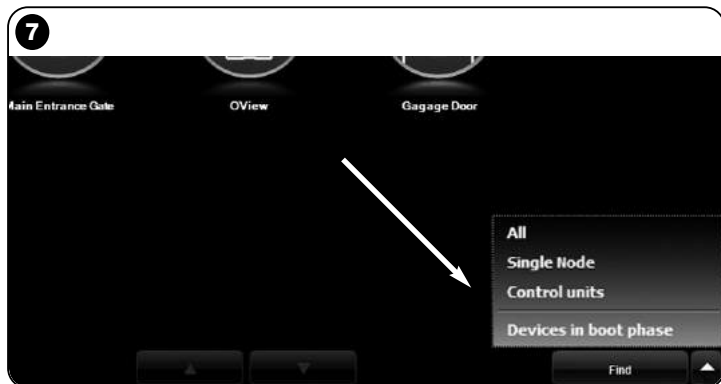 7
Main Entrance Gate
OView
Gagage Door
All
Single Node
Control units
Devices in boot phase
Find